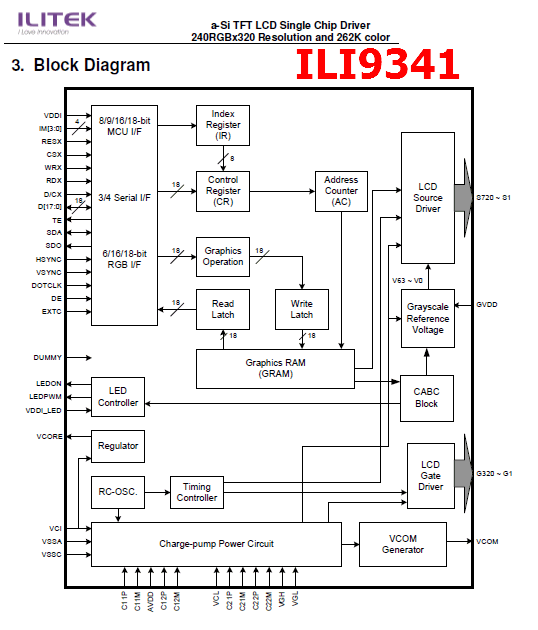 ILITEK
I Love Innovation
a-Si TFT LCD Single Chip Driver
240RGBx320 Resolution and 262K color
ILI9341
3. Block Diagram
VDDI
IM[3:0]
RESX
CSX
WRX
RDX
D/CX
D[17:0]
TE
SDA
SDO
HSYNC
VSYNC
DOTCLK
DE
EXTC
DUMMY
LEDON
LEDPWM
VDDI_LED
VCORE
VCI
VSSA
VSSC
4
18
8/9/16/18-bit
MCU I/F
3/4 Serial I/F
6/16/18-bit
RGB I/F
Index
Register
(IR)
8
18
Control
Register
(CR)
Address
Counter
(AC)
18
Graphics
Operation
18
18
Read
Latch
18
Write
Latch
18
Graphics RAM
(GRAM)
LCD
Source
Driver
S720 ~ S1
V63 ~ V0
Grayscale
Reference
Voltage
GVDD
CABC
Block
LED
Controller
Regulator
RC-OSC.
Timing
Controller
LCD
Gate
Driver
G320 ~ G1
Charge-pump Power Circuit
VCOM
Generator
VCOM
C11P
C11M
AVDD
C12P
C12M
VCL
C21P
C21M
C22P
C22M
VGH
VGL